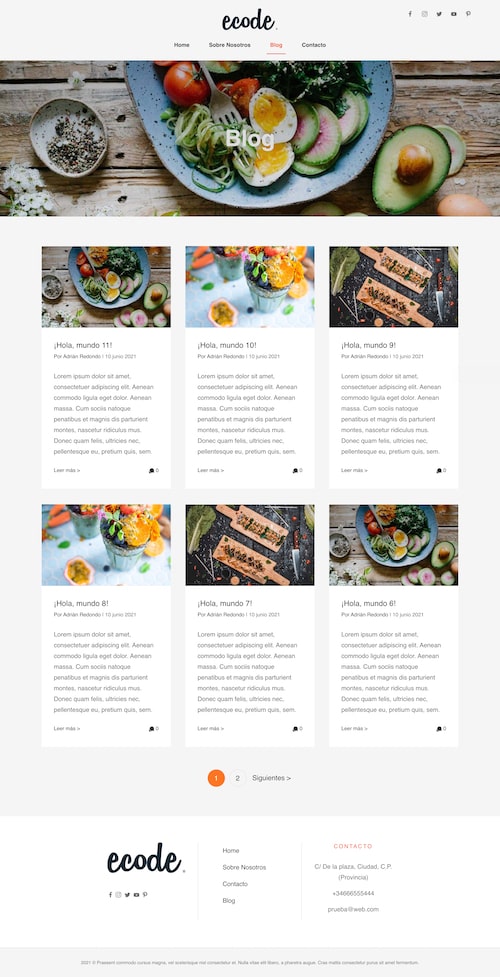 ecode.
Home Sobre Nosotros Blog Contacto
Blog
¡Hola, mundo 11!
Por Adrián Redondo | 10 junio 2021
Lorem ipsum dolor sit amet,
consectetuer adipiscing elit. Aenean
commodo ligula eget dolor. Aenean
massa. Cum sociis natoque
penatibus et magnis dis parturient
montes, nascetur ridiculus mus.
Donec quam felis, ultricies nec,
pellentesque eu, pretium quis, sem.
Leer más > 0
¡Hola, mundo 10!
Por Adrián Redondo | 10 junio 2021
Lorem ipsum dolor sit amet,
consectetuer adipiscing elit. Aenean
commodo ligula eget dolor. Aenean
massa. Cum sociis natoque
penatibus et magnis dis parturient
montes, nascetur ridiculus mus.
Donec quam felis, ultricies nec,
pellentesque eu, pretium quis, sem.
Leer más > 0
¡Hola, mundo 9!
Por Adrián Redondo | 10 junio 2021
Lorem ipsum dolor sit amet,
consectetuer adipiscing elit. Aenean
commodo ligula eget dolor. Aenean
massa. Cum sociis natoque
penatibus et magnis dis parturient
montes, nascetur ridiculus mus.
Donec quam felis, ultricies nec,
pellentesque eu, pretium quis, sem.
Leer más > 0
¡Hola, mundo 8!
Por Adrián Redondo | 10 junio 2021
Lorem ipsum dolor sit amet,
consectetuer adipiscing elit. Aenean
commodo ligula eget dolor. Aenean
massa. Cum sociis natoque
penatibus et magnis dis parturient
montes, nascetur ridiculus mus.
Donec quam felis, ultricies nec,
pellentesque eu, pretium quis, sem.
Leer más > 0
¡Hola, mundo 7!
Por Adrián Redondo | 10 junio 2021
Lorem ipsum dolor sit amet,
consectetuer adipiscing elit. Aenean
commodo ligula eget dolor. Aenean
massa. Cum sociis natoque
penatibus et magnis dis parturient
montes, nascetur ridiculus mus.
Donec quam felis, ultricies nec,
pellentesque eu, pretium quis, sem.
Leer más > 0
¡Hola, mundo 6!
Por Adrián Redondo | 10 junio 2021
Lorem ipsum dolor sit amet,
consectetuer adipiscing elit. Aenean
commodo ligula eget dolor. Aenean
massa. Cum sociis natoque
penatibus et magnis dis parturient
montes, nascetur ridiculus mus.
Donec quam felis, ultricies nec,
pellentesque eu, pretium quis, sem.
Leer más > 0
1 2 Siguientes >
ecode.
Home
Sobre Nosotros
Contacto
Blog
CONTACTO
C/ De la plaza, Ciudad, C.P.
(Provincia)
+34666555444
prueba@web.com
2021 © Praesent commodo cursus magna, vel scelerisque nisl consectetur et. Nulla vitae elit libero, a pharetra augue. Cras mattis consectetur purus sit amet fermentum.